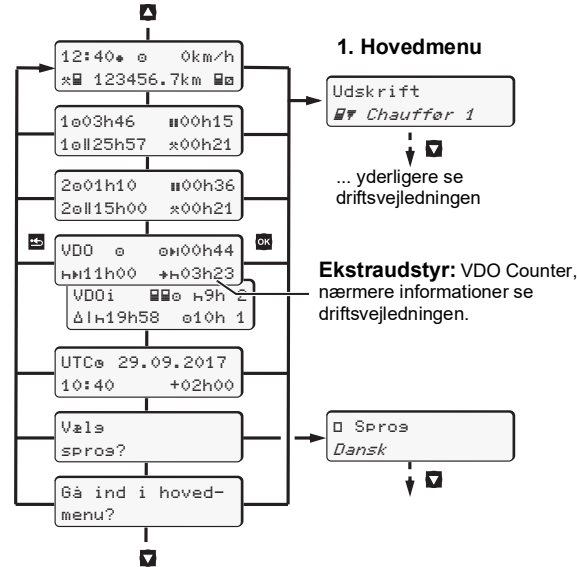 12:40 0km/h
123456.7km
1. Hovedmenu
Udskrift
Chauffør 1
1 03h46 00h15
1 25h57 00h21
... yderligere se
driftsvejledningen
2 01h10 00h36
2 15h00 00h21
OK
VDO 00h44
h 11h00 h03h23
Ekstraudstyr: VDO Counter,
nærmere informationer se
driftsvejledningen.
VDOi 9h 2
19h58 10h 1
UTC 29.09.2017
10:40 +02h00
Vælg
sprog?
Sprog
Dansk
Gå ind i hoved-
menu?